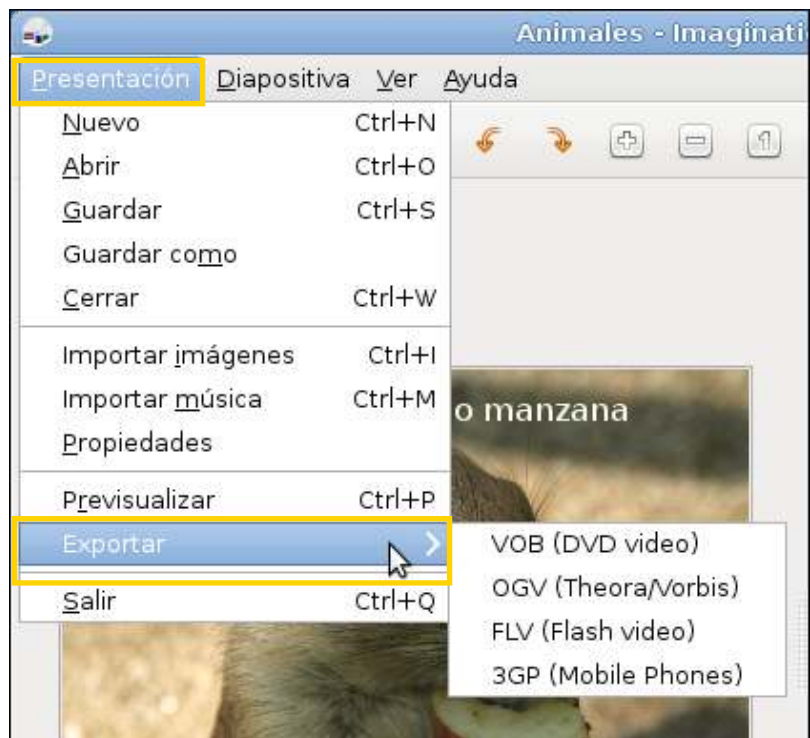 Animales - Imaginati
Presentación Diapositiva Ver Ayuda
Nuevo Ctrl+N
Abrir Ctrl+O
Guardar Ctrl+S
Guardar como
Cerrar Ctrl+W
Importar imágenes Ctrl+I
Importar música Ctrl+M
o manzana
Propiedades
Previsualizar Ctrl+P
Exportar
VOB (DVD video)
OGV (Theora/Vorbis)
Salir Ctrl+Q
FLV (Flash video)
3GP (Mobile Phones)